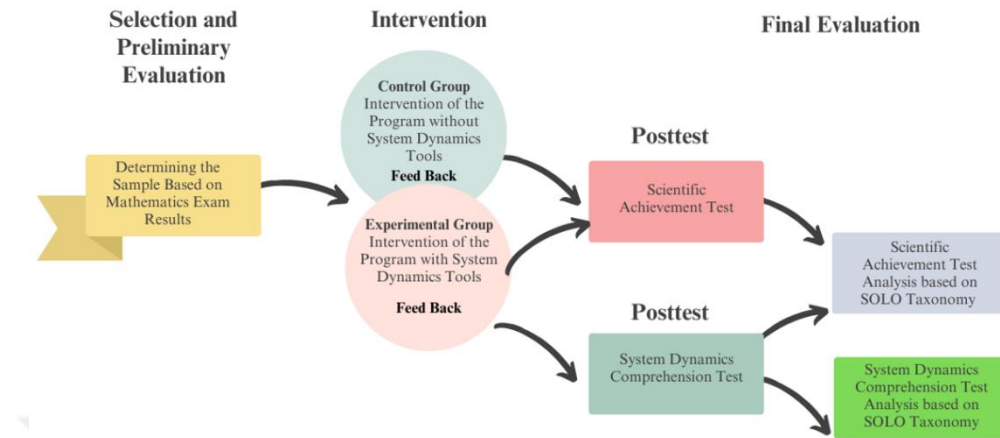 Selection and
Preliminary
Evaluation
Intervention
Final Evaluation
Determining the
Sample Based on
Mathematics Exam
Results
Control Group
Intervention of the
Program without
System Dynamics
Tools
Feed Back
Experimental Group
Intervention of the
Program with System
Dynamics Tools
Feed Back
Posttest
Scientific
Achievement Test
Posttest
System Dynamics
Comprehension Test
Scientific
Achievement Test
Analysis based on
SOLO Taxonomy
System Dynamics
Comprehension Test
Analysis based on
SOLO Taxonomy